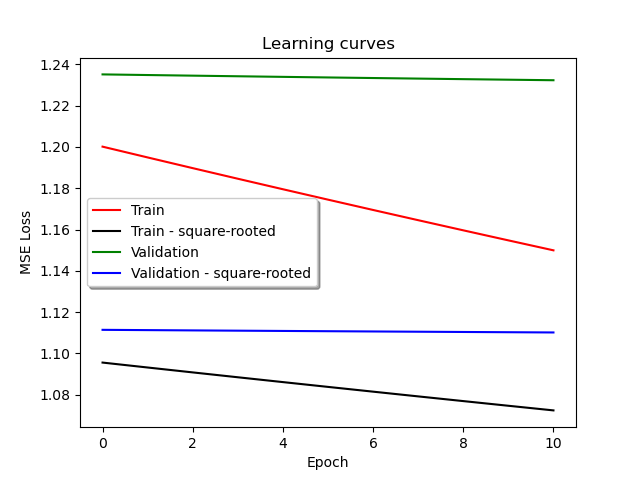 Learning curves
MSE Loss
1.24
1.22
1.20
1.18
1.16
1.14
1.12
1.10
1.08
Train
Train - square-rooted
Validation
Validation - square-rooted
0 2 4 6 8 10
Epoch